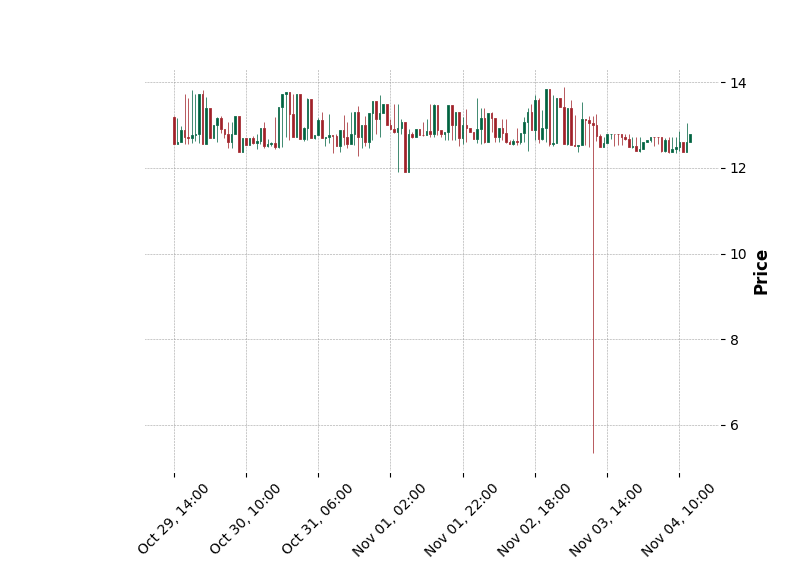 14
12
10
8
6
Price
Oct 29, 14:00
Oct 30, 10:00
Oct 31, 06:00
Nov 01, 02:00
Nov 01, 22:00
Nov 02, 18:00
Nov 03, 14:00
Nov 04, 10:00